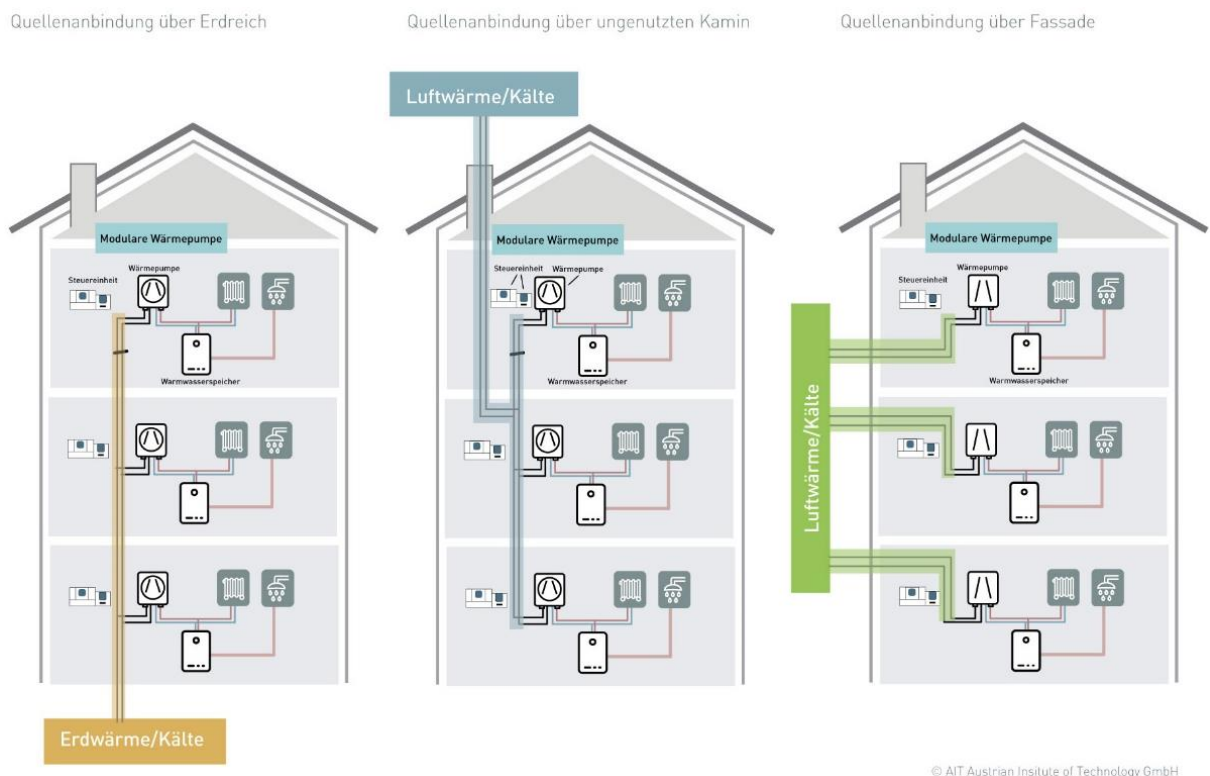 Quellenanbindung über Erdreich
Quellenanbindung über ungenutzten Kamin
Quellenanbindung über Fassade
Luftwärme/Kälte
Modulare Wärmepumpe
Steuereinheit
Wärmepumpe
Warmwasserspeicher
Erdwärme/Kälte
Modulare Wärmepumpe
Steuereinheit
Wärmepumpe
Warmwasserspeicher
Luftwärme/Kälte
Modulare Wärmepumpe
Steuereinheit
Wärmepumpe
Warmwasserspeicher
© AIT Austrian Insitute of Technology GmbH